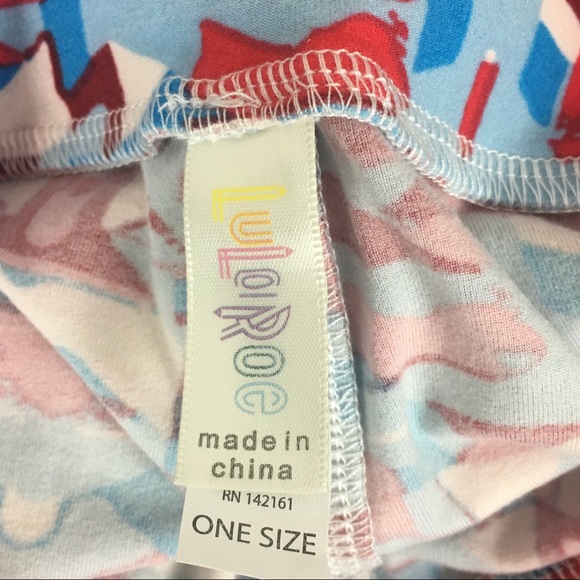 LuLaRoe
made in
china
RN 142161
ONE SIZE